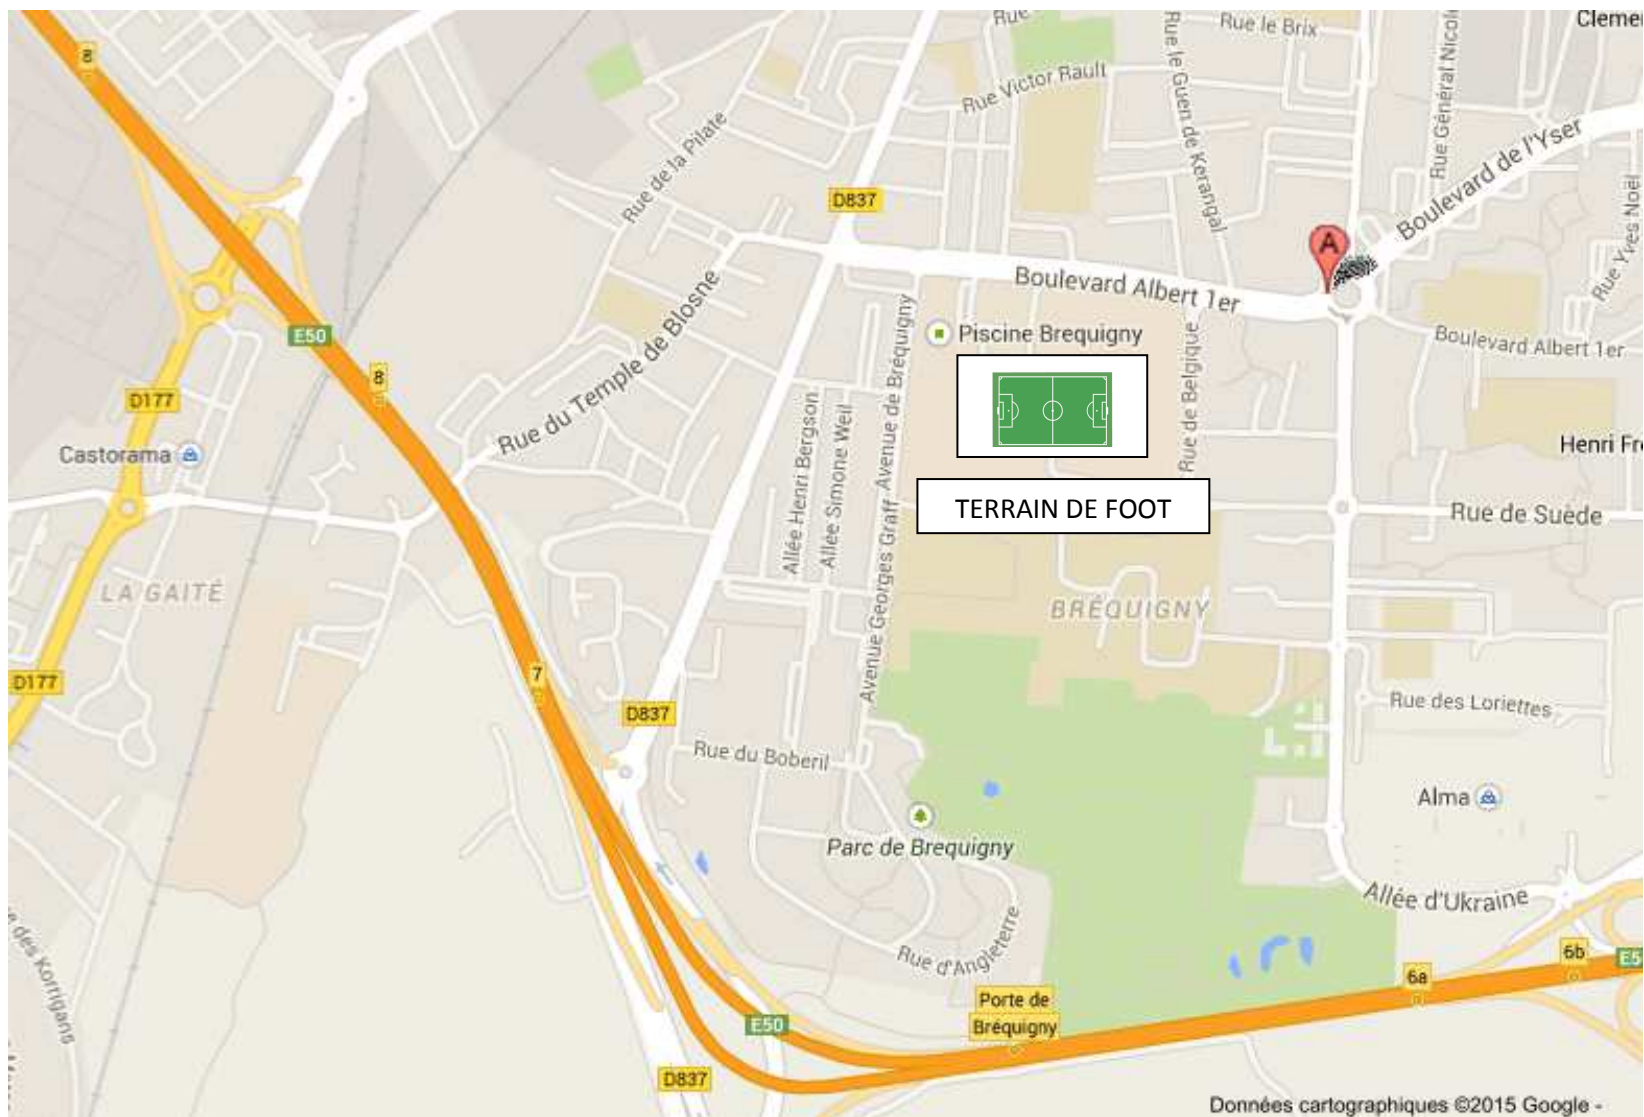 Rue
Rue le Brix
Cleme
8
Rue Victor Rault
Rue le Guen de Kerangal
Rue Général Nicol
Rue de la Pilate
Boulevard de l'Yser
D837
Rue Yves Noël
A
Boulevard Albert 1er
E50
Piscine Brequigny
Boulevard Albert 1er
8
Rue du Temple de Blosne
Avenue de Bréquigny
Rue de Belgique
D177
Castorama
Allée Henri Bergson
Allée Simone Weil
Henri Fr
TERRAIN DE FOOT
Rue de Suède
Avenue Georges Graff
LA GAITÉ
BRÉQUIGNY
7
D177
D837
Rue des Loriettes
Rue du Boberil
Alma
Parc de Brequigny
Allée d'Ukraine
Rue d'Angleterre
des Korrigans
6b
E5
6a
Porte de
Bréquigny
E50
D837
Données cartographiques ©2015 Google -